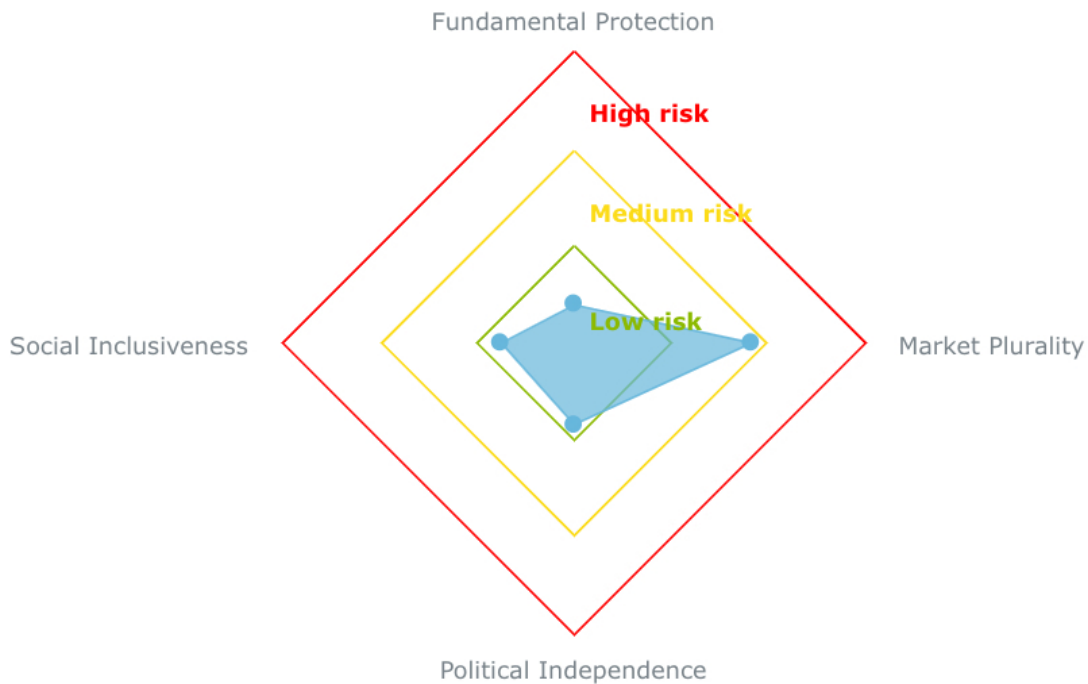 Fundamental Protection
High risk
Medium risk
Low risk
Social Inclusiveness
Market Plurality
Political Independence